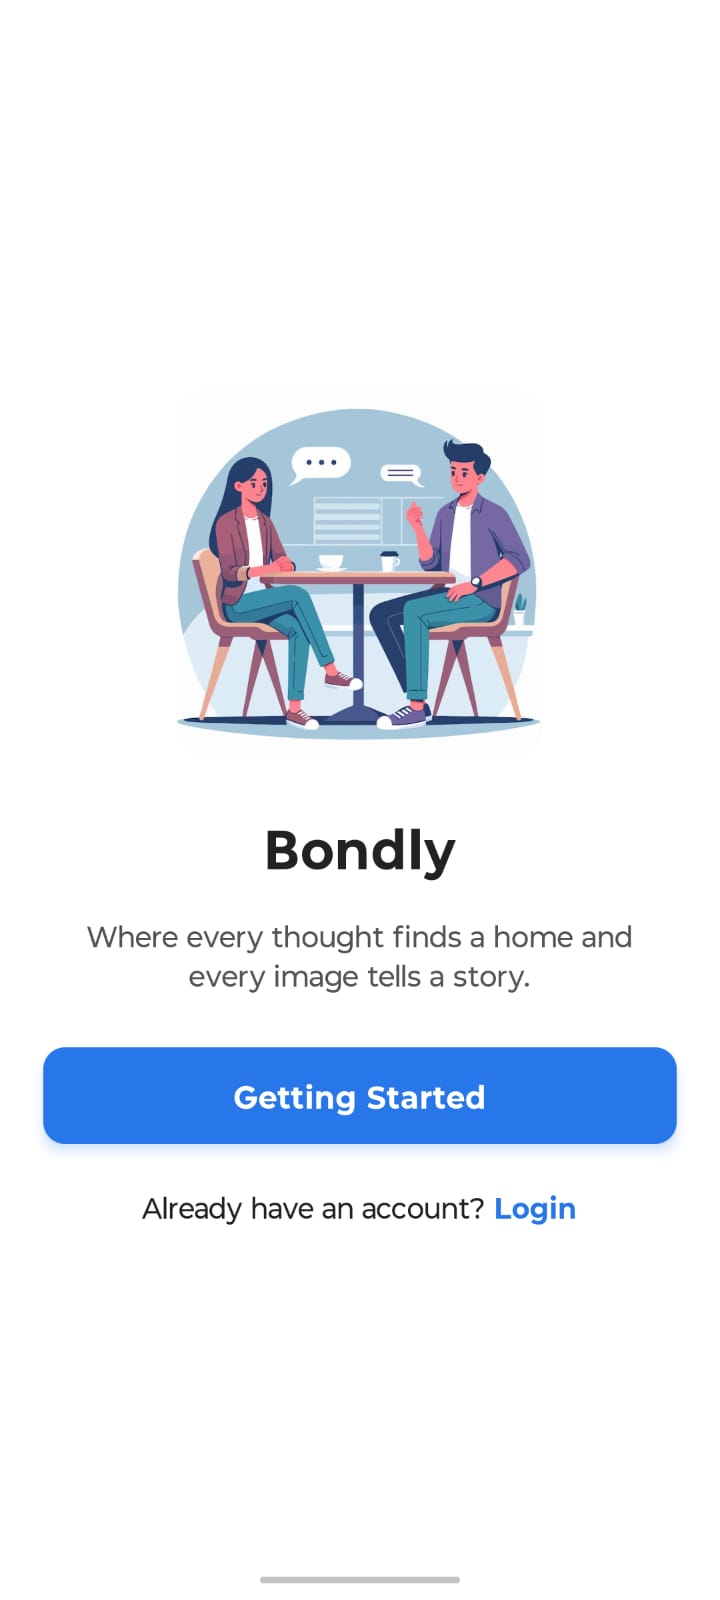 Bondly
Where every thought finds a home and
every image tells a story.
Getting Started
Already have an account? Login